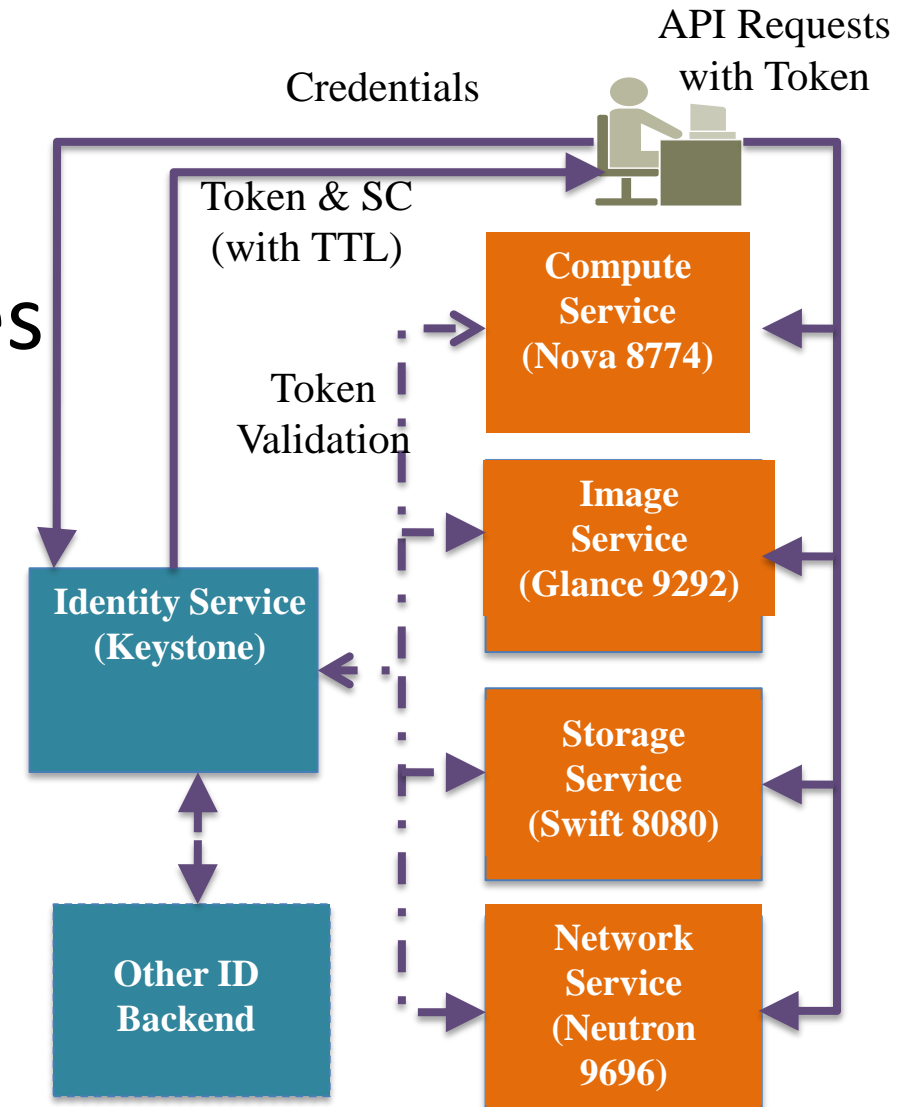 API Requests
with Token
Credentials
Token & SC
(with TTL)
es
Token
Validation
Compute
Service
(Nova 8774)
Image
Service
(Glance 9292)
Identity Service
(Keystone)
Storage
Service
(Swift 8080)
Other ID
Backend
Network
Service
(Neutron
9696)